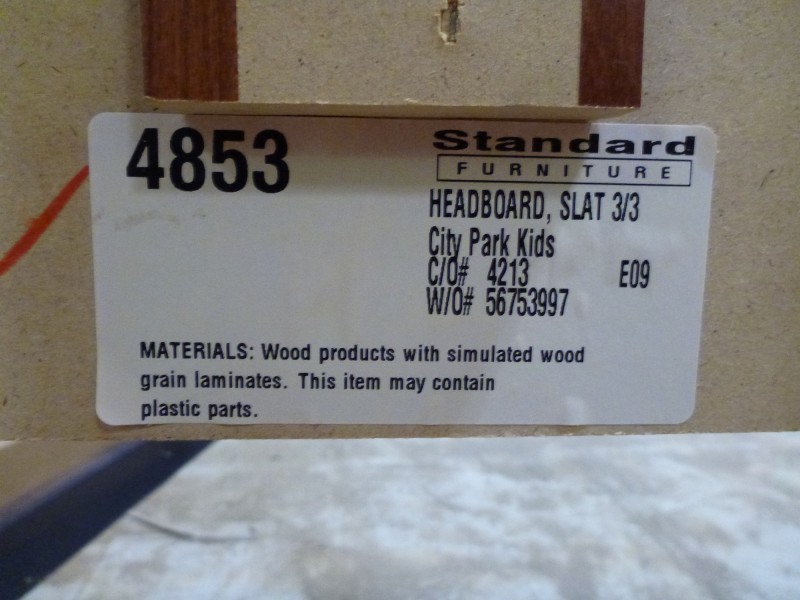 4853
Standard
FURNITURE
HEADBOARD, SLAT 3/3
City Park Kids
C/O# 4213 E09
W/O# 56753997
MATERIALS: Wood products with simulated wood
grain laminates. This item may contain
plastic parts.